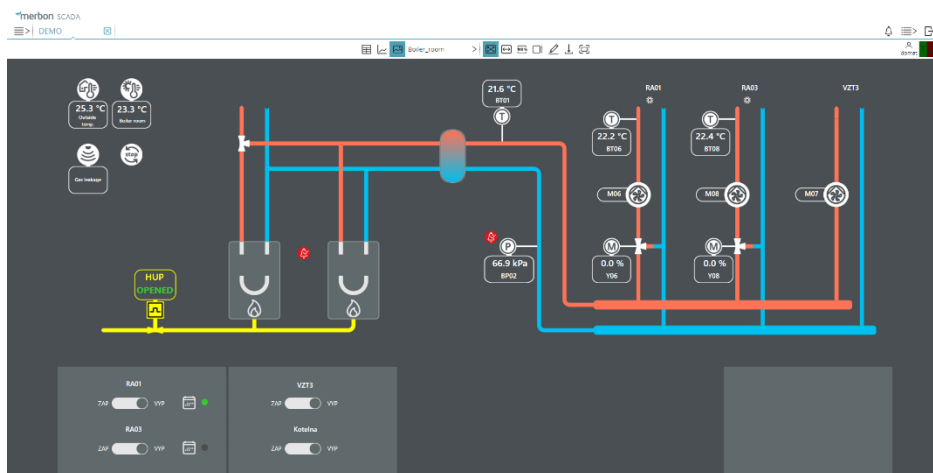 merbon SCADA
DEMO
Boiler_room
domat
25.3 °C
Outside
temp.
23.3 °C
Boiler room
stop
Gas leakage
HUP
OPENED
21.6 °C
BT01
T
P
66.9 kPa
BP02
RA01
RA03
VZT3
T
22.2 °C
BT06
T
22.4 °C
BT08
M06
M08
M07
M
0.0 %
Y06
M
0.0 %
Y08
RA01
ZAP VYP
RA03
ZAP VYP
VZT3
ZAP VYP
Kotelna
ZAP VYP